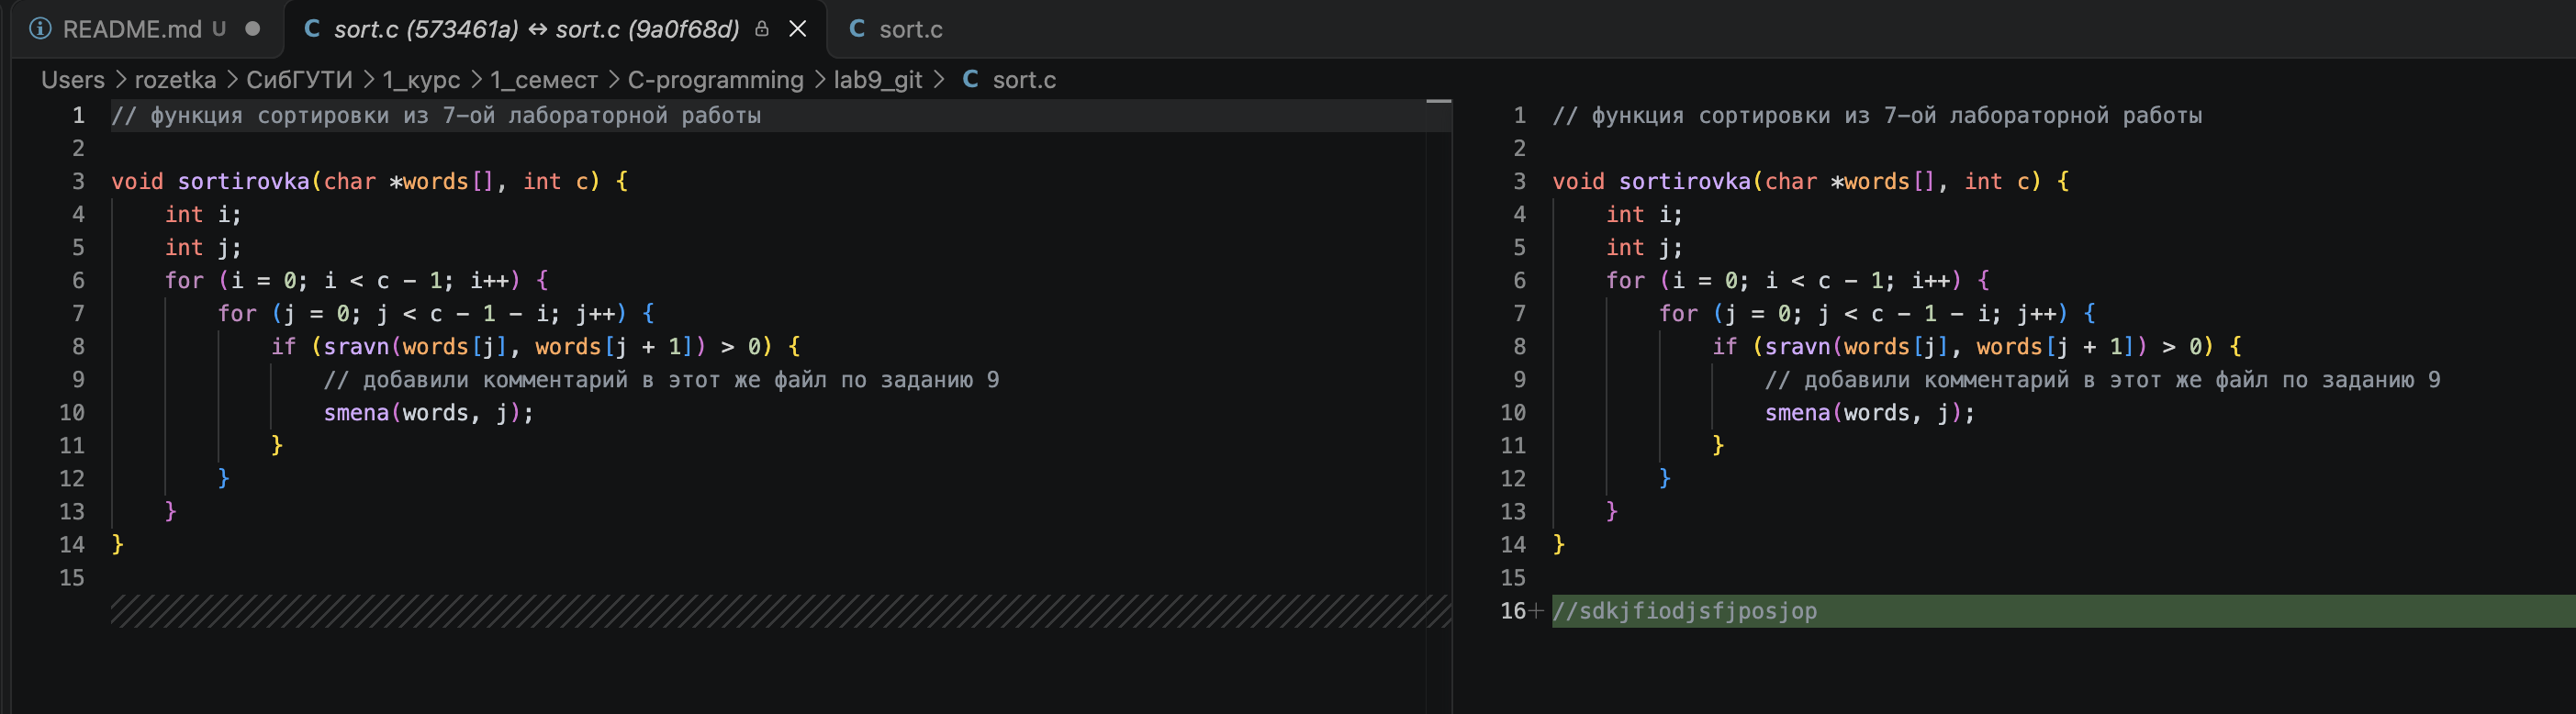 README.md U
sort.c (573461a) ↔ sort.c (9a0f68d)
sort.c
Users > rozetka > СибГУТИ > 1_курс > 1_семест > C-programming > lab9_git > C sort.c
1 // функция сортировки из 7-ой лабораторной работы
2
3 void sortirovka(char *words[], int c) {
4 int i;
5 int j;
6 for (i = 0; i < c - 1; i++) {
7 for (j = 0; j < c - 1 - i; j++) {
8 if (sravn(words[j], words[j + 1]) > 0) {
9 // добавили комментарий в этот же файл по заданию 9
10 smena(words, j);
11 }
12 }
13 }
14 }
15
1 // функция сортировки из 7-ой лабораторной работы
2
3 void sortirovka(char *words[], int c) {
4 int i;
5 int j;
6 for (i = 0; i < c - 1; i++) {
7 for (j = 0; j < c - 1 - i; j++) {
8 if (sravn(words[j], words[j + 1]) > 0) {
9 // добавили комментарий в этот же файл по заданию 9
10 smena(words, j);
11 }
12 }
13 }
14 }
15
16+ //sdkjfiodjsfjposjop